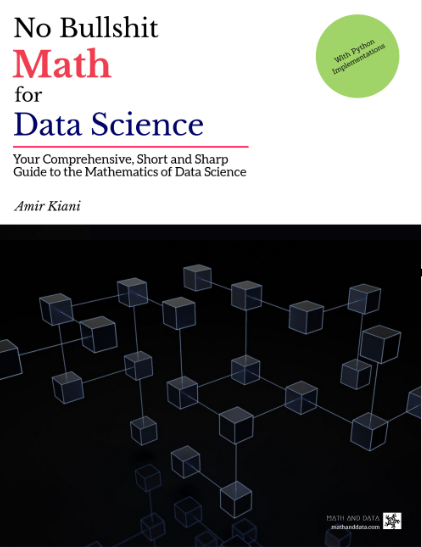 No Bullshit
Math
for
Data Science
With Python
Implementations
Your Comprehensive, Short and Sharp
Guide to the Mathematics of Data Science
Amir Kiani
MATH AND DATA
mathanddata.com